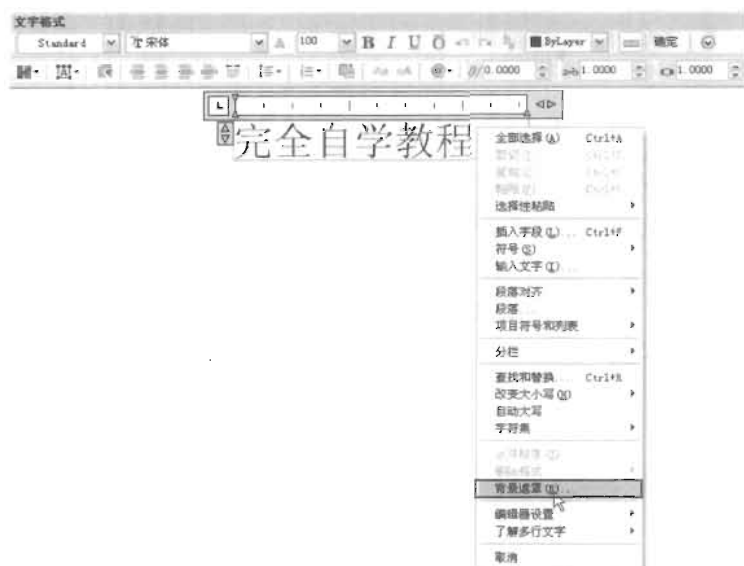 文字格式
Standard 宋体 100 B I U ByLayer 确定
0.0000 1.0000 1.0000
完全自学教程
全部选择(A) Ctrl+A
选择性粘贴
插入字段(L)... Ctrl+F
符号(S)
输入文字(I)...
段落对齐
段落...
项目符号和列表
分栏
查找和替换... Ctrl+R
改变大小写(H)
自动大写
字符集
背景遮罩(B)...
编辑器设置
了解多行文字
取消